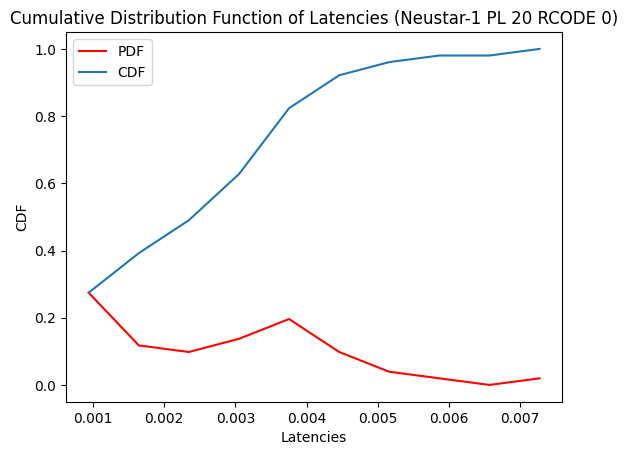 Cumulative Distribution Function of Latencies (Neustar-1 PL 20 RCODE 0)
PDF
CDF
1.0
0.8
0.6
0.4
0.2
0.0
CDF
0.001 0.002 0.003 0.004 0.005 0.006 0.007
Latencies